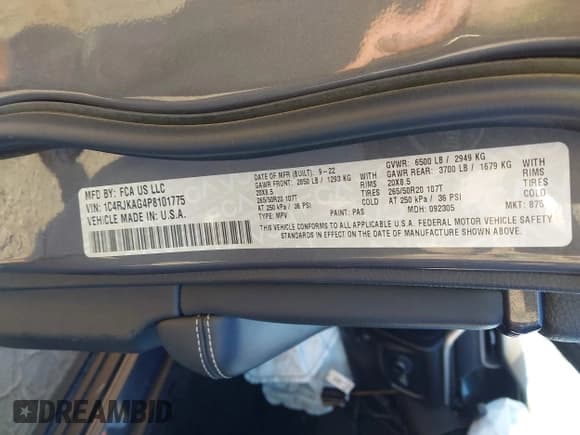 MFD BY: FCA US LLC
VIN: 1C4RJKAG4P8101775
VEHICLE MADE IN U.S.A.
DATE OF MFR (BUILT): 9-22
GAWR FRONT: 2850 LB / 1293 KG
20X8.5 RIMS
265/50R20 107T TIRES
AT 250 kPa / 36 PSI WITH
TYPE: MPV PAINT: PAS
GVWR: 6500 LB / 2949 KG
GAWR REAR: 3700 LB / 1679 KG
20X8.5 RIMS
265/50R20 107T TIRES
AT 250 kPa / 36 PSI WITH
MDH: 092305 MKT: 875
THIS VEHICLE CONFORMS TO ALL APPLICABLE U.S.A. FEDERAL MOTOR VEHICLE SAFETY
STANDARDS IN EFFECT ON THE DATE OF MANUFACTURE SHOWN ABOVE.
DREAMBID